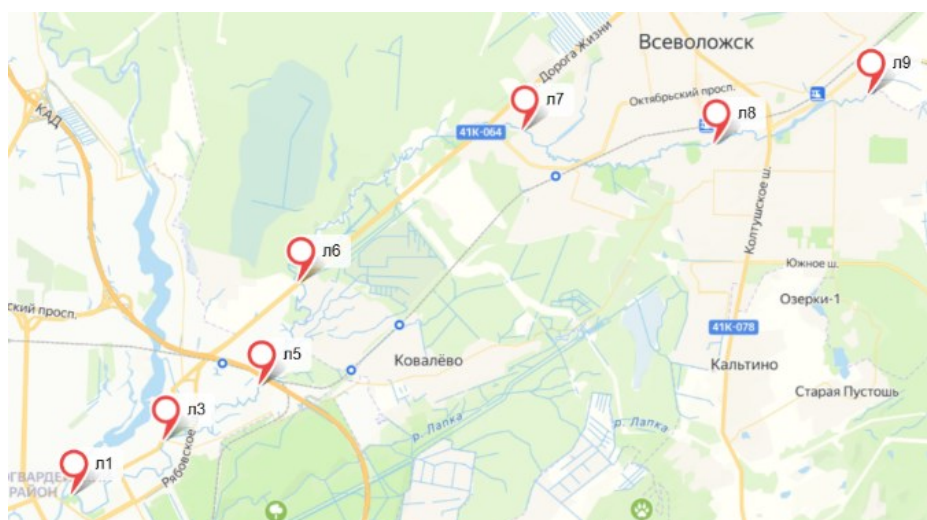 Всеволожск
л9
Дорога Жизни
л7
Октябрьский просп.
КАД
л8
41К-064
Колтушское ш.
л6
Южное ш.
Озерки-1
ский просп.
41К-078
л5
Ковалёво
Кальтино
Старая Пустошь
л3
р. Лапка
р. Лапка
Рябовское
л1
ОГВАРДЕЙ
РАЙОН